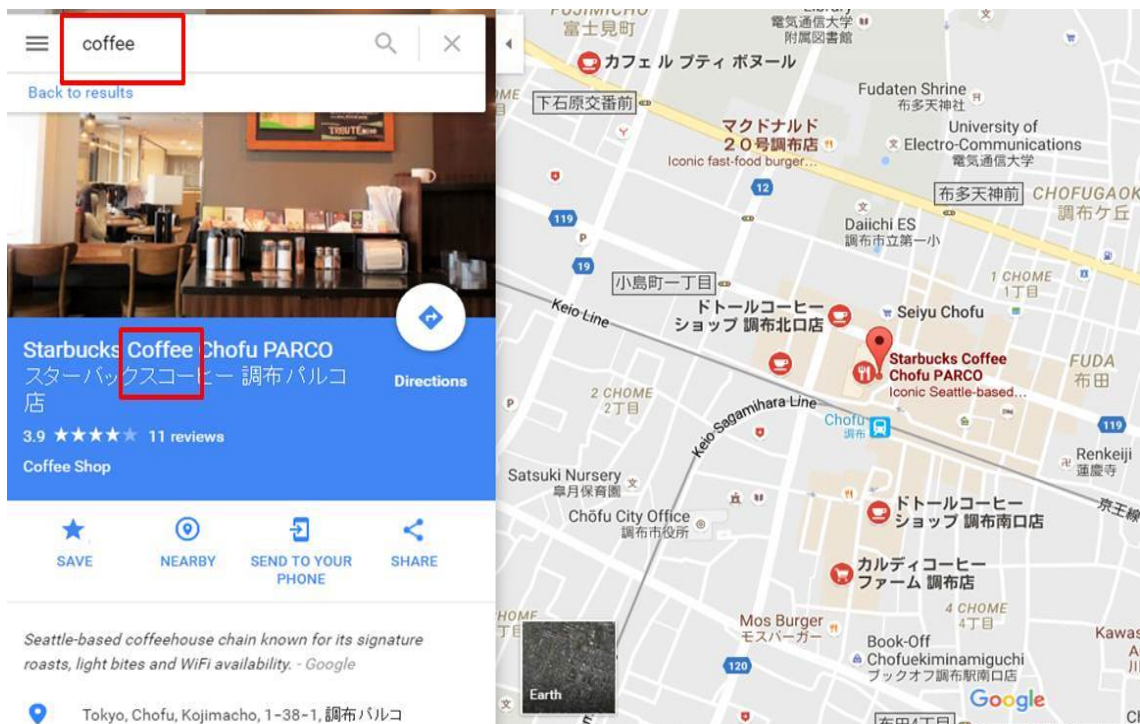 coffee
Back to results
TRIBUTE
Starbucks Coffee Chofu PARCO
スターバックスコーヒー 調布パルコ
店
3.9 ★★★★★ 11 reviews
Coffee Shop
Directions
SAVE
NEARBY
SEND TO YOUR
PHONE
SHARE
Seattle-based coffeehouse chain known for its signature
roasts, light bites and WiFi availability. - Google
Tokyo, Chofu, Kojimacho, 1-38-1, 調布パルコ
FUJIMICHO
富士見町
Library
電気通信大学
附属図書館
カフェ ル プティ ボヌール
下石原交番前
Fudaten Shrine
布多天神社
マクドナルド
20号調布店
Iconic fast-food burger...
University of
Electro-Communications
電気通信大学
12
布多天神前
CHOFUGAOK
調布ケ丘
119
P
Daiichi ES
調布市立第一小
19
小島町一丁目
1 CHOME
1丁目
Keio Line
ドトールコーヒー
ショップ 調布北口店
Seiyu Chofu
Starbucks Coffee
Chofu PARCO
Iconic Seattle-based...
FUDA
布田
2 CHOME
2丁目
P
Keio Sagamihara Line
Chofu
調布
119
Renkeiji
蓮慶寺
Satsuki Nursery
皐月保育園
Chōfu City Office
調布市役所
ドトールコーヒー
ショップ 調布南口店
京王線
カルディコーヒー
ファーム 調布店
4 CHOME
4丁目
Mos Burger
モスバーガー
Book-Off
Chofuekiminamiguchi
ブックオフ調布駅南口店
Kawas
120
Earth
Google
布田4丁目